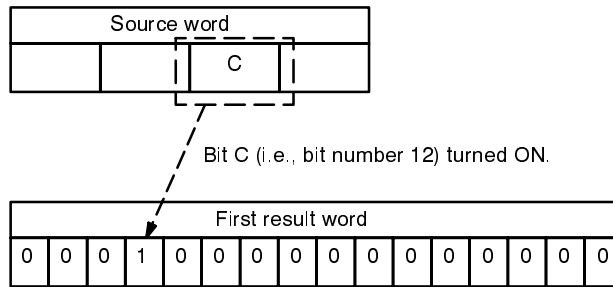 Source word
C
Bit C (i.e., bit number 12) turned ON.
First result word
0 0 0 1 0 0 0 0 0 0 0 0 0 0 0 0